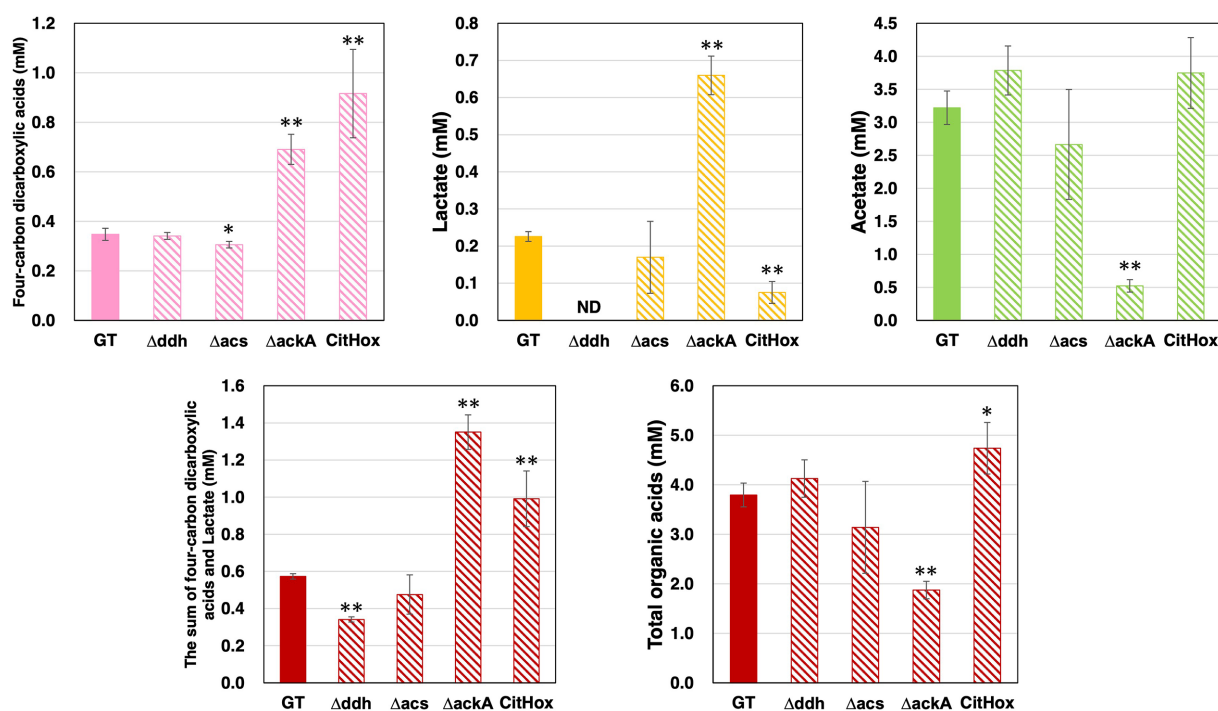 Four-carbon dicarboxylic acids (mM)
1.2
1.0
0.8
0.6
0.4
0.2
0.0
*
**
**
GT
Δddh
Δacs
ΔackA
CitHox
Lactate (mM)
0.8
0.7
0.6
0.5
0.4
0.3
0.2
0.1
0.0
ND
**
**
GT
Δddh
Δacs
ΔackA
CitHox
Acetate (mM)
4.5
4.0
3.5
3.0
2.5
2.0
1.5
1.0
0.5
0.0
**
GT
Δddh
Δacs
ΔackA
CitHox
The sum of four-carbon dicarboxylic
acids and Lactate (mM)
1.6
1.4
1.2
1.0
0.8
0.6
0.4
0.2
0.0
**
**
**
GT
Δddh
Δacs
ΔackA
CitHox
Total organic acids (mM)
6.0
5.0
4.0
3.0
2.0
1.0
0.0
**
*
GT
Δddh
Δacs
ΔackA
CitHox